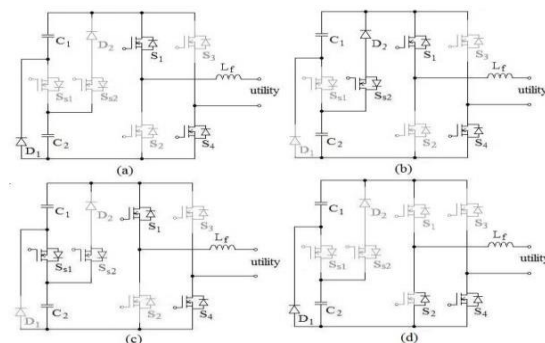 C1 D2 S1 S3
Ss1 Ss2 Lf
utility
C2 S2 S4
D1
(a)
C1 D2 S1 S3
Ss1 Ss2 Lf
utility
C2 S2 S4
D1
(b)
C1 D2 S1 S3
Ss1 Ss2 Lf
utility
C2 S2 S4
D1
(c)
C1 D2 S1 S3
Ss1 Ss2 Lf
utility
C2 S2 S4
D1
(d)